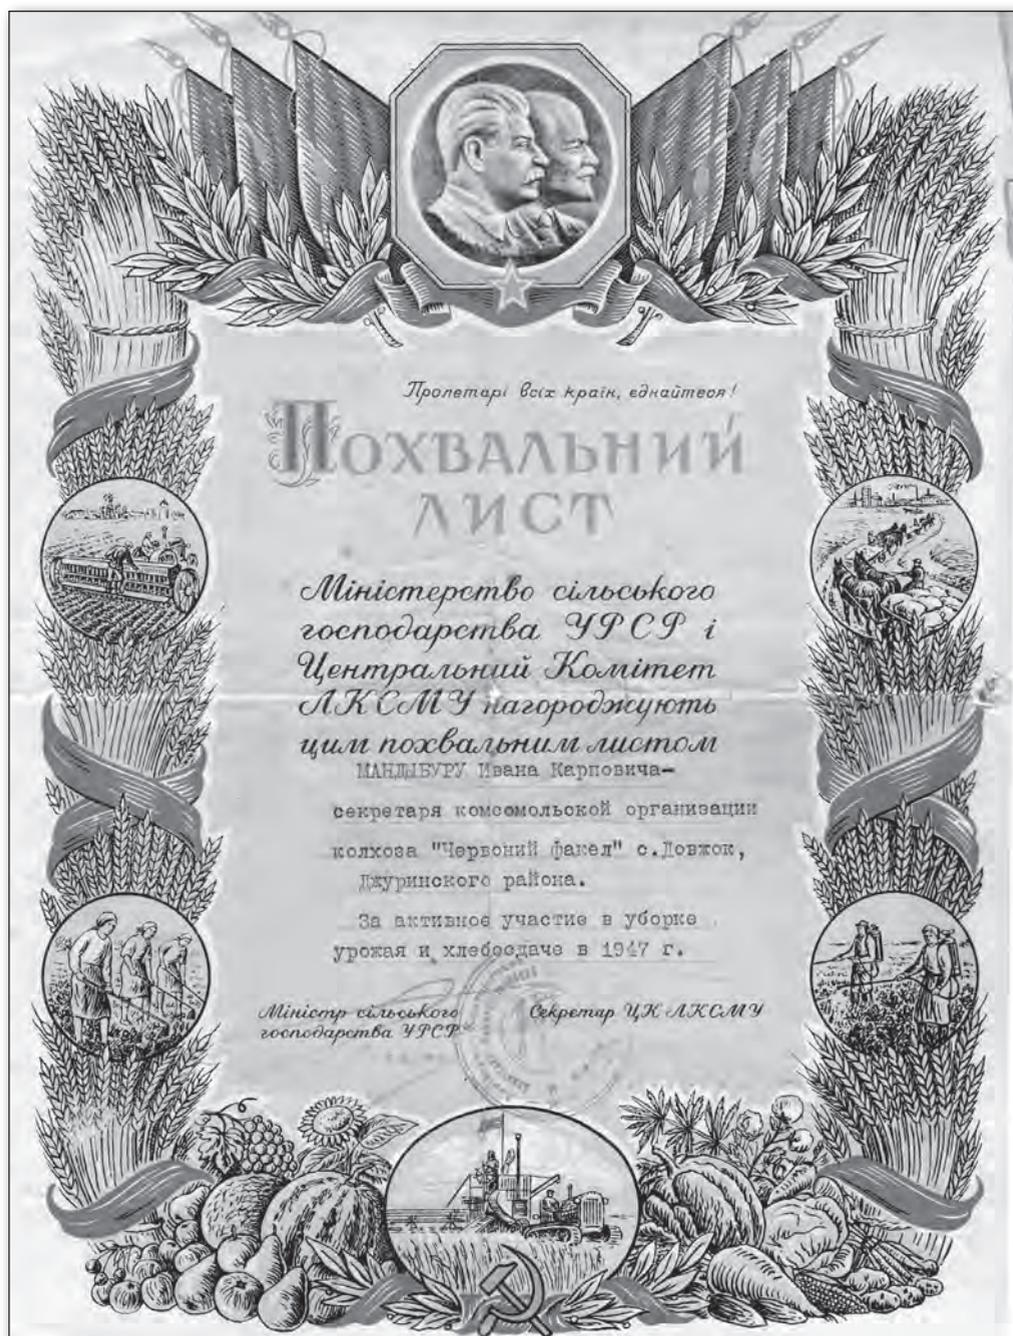 Пролетарі всіх країн, єднайтеся!
ПОХВАЛЬНИЙ
ЛИСТ
Міністерство сільського
господарства УРСР і
Центральний Комітет
ЛКСМУ нагороджують
цим похвальним листом
МАНДЫБУРУ Ивана Карповича-
секретаря комсомольской организации
колхоза "Червоний факел" с.Довжок,
Джуринского района.
За активное участие в уборке
урожая и хлебосдаче в 1947 г.
Міністр сільського
господарства УРСР
Секретар ЦК ЛКСМУ